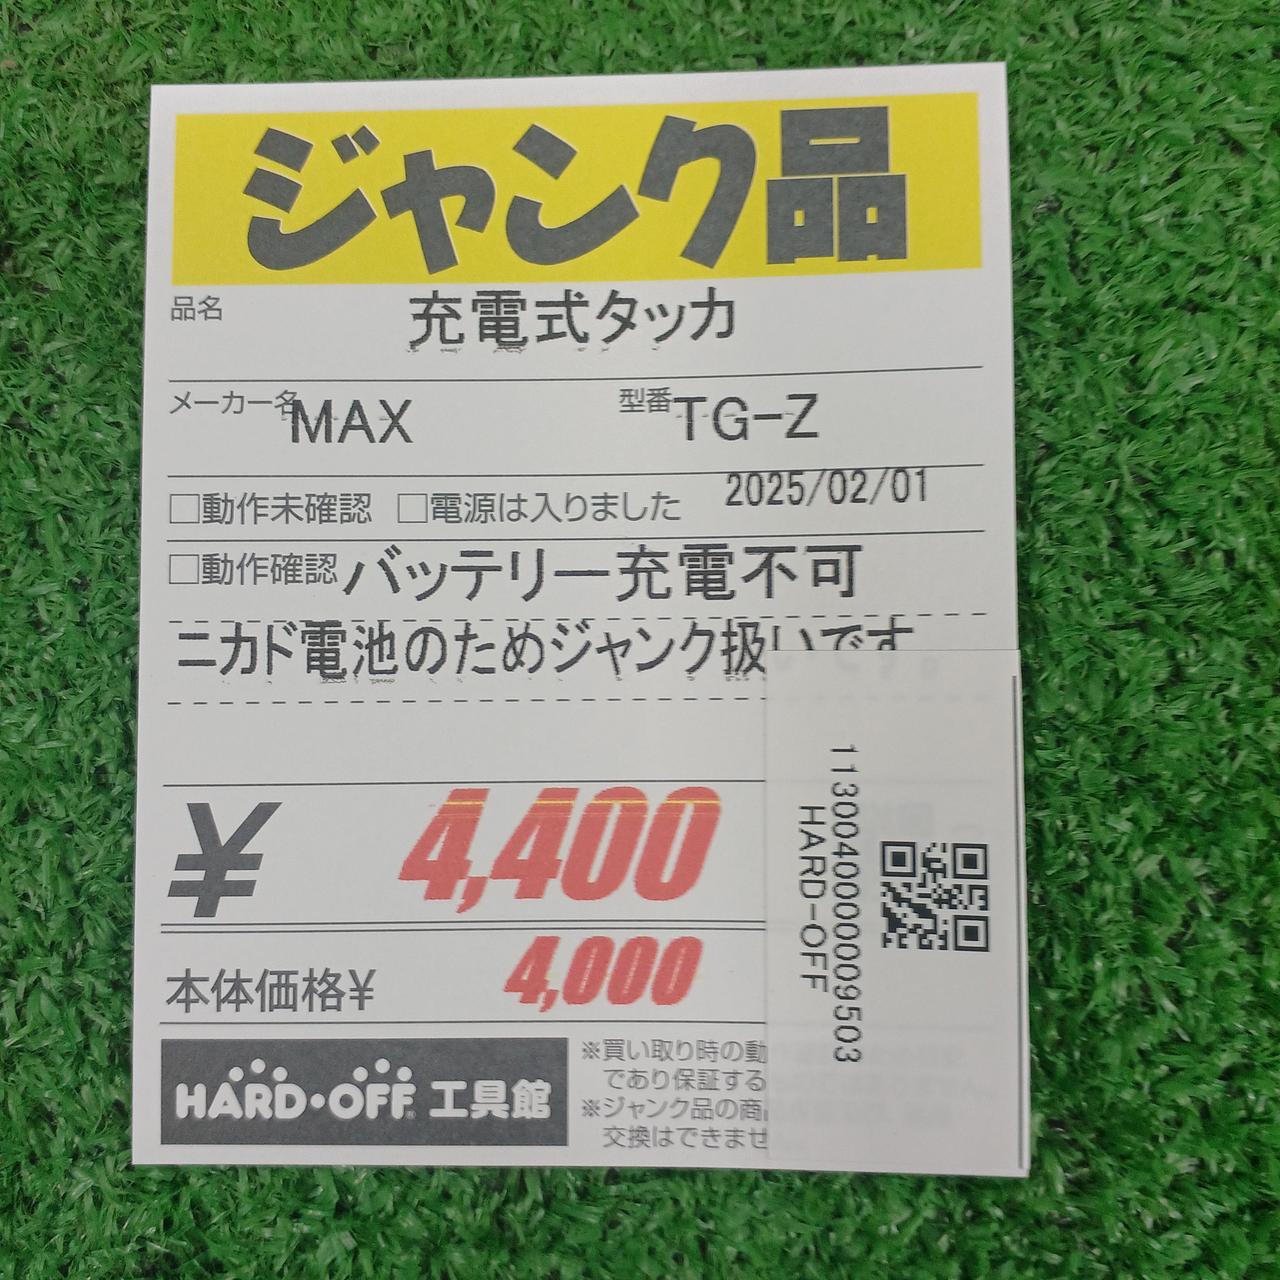 ジャンク品
品名 充電式タッカ
メーカー名 MAX 型番 TG-Z
□動作未確認 □電源は入りました 2025/02/01
□動作確認 バッテリー充電不可
ニカド電池のためジャンク扱いです。
¥ 4,400
本体価格¥ 4,000
HARD・OFF 工具館
※買い取り時の動
であり保証する
※ジャンク品の商
交換はできませ
1130040000009503
HARD-OFF